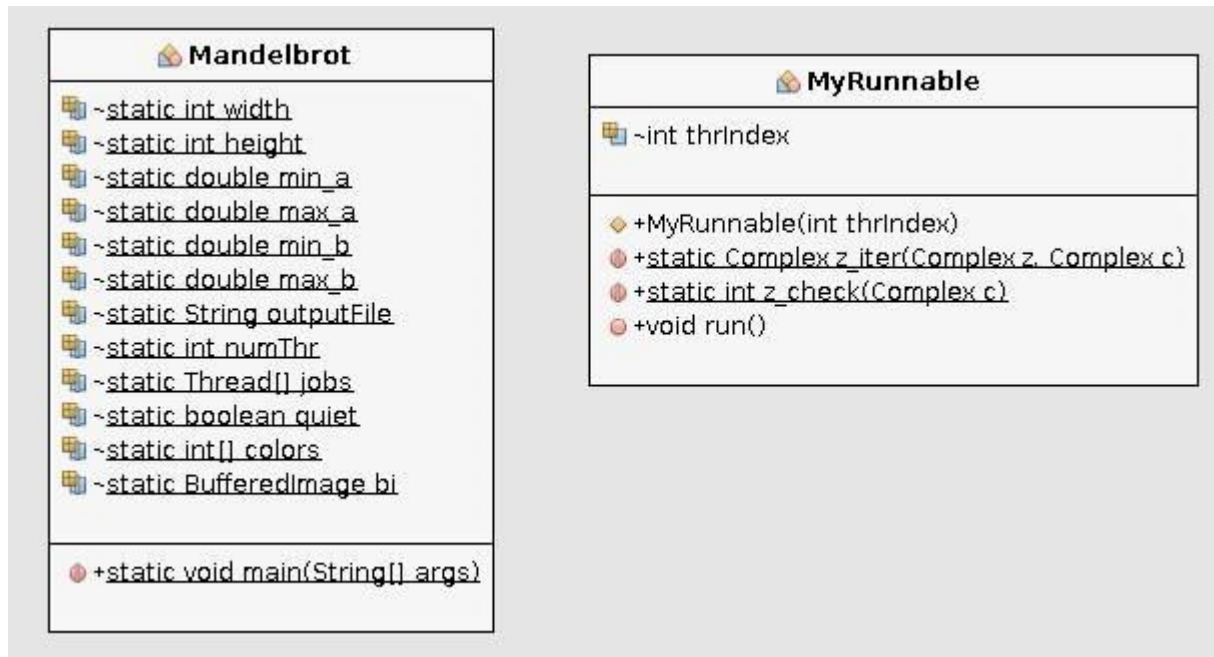 Mandelbrot
~static int width
~static int height
~static double min_a
~static double max_a
~static double min_b
~static double max_b
~static String outputFile
~static int numThr
~static Thread[] jobs
~static boolean quiet
~static int[] colors
~static BufferedImage bi
+static void main(String[] args)
MyRunnable
~int thrIndex
+MyRunnable(int thrIndex)
+static Complex z_iter(Complex z, Complex c)
+static int z_check(Complex c)
+void run()